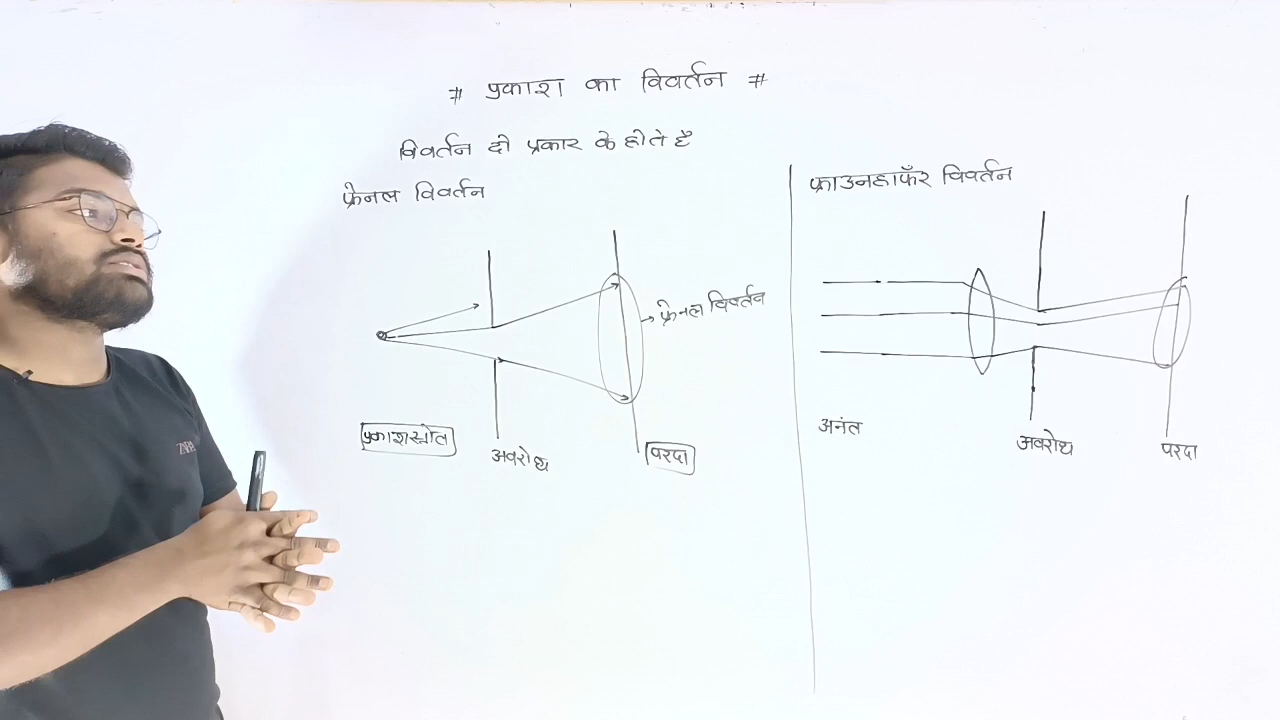 # प्रकाश का विवर्तन #
विवर्तन दो प्रकार के होते है
फ्रेनल विवर्तन
→ फ्रेनल विवर्तन
प्रकाशस्रोत
अवरोध
परदा
फ्राउनहाफँर विवर्तन
अनंत
अवरोध
परदा
ZARA